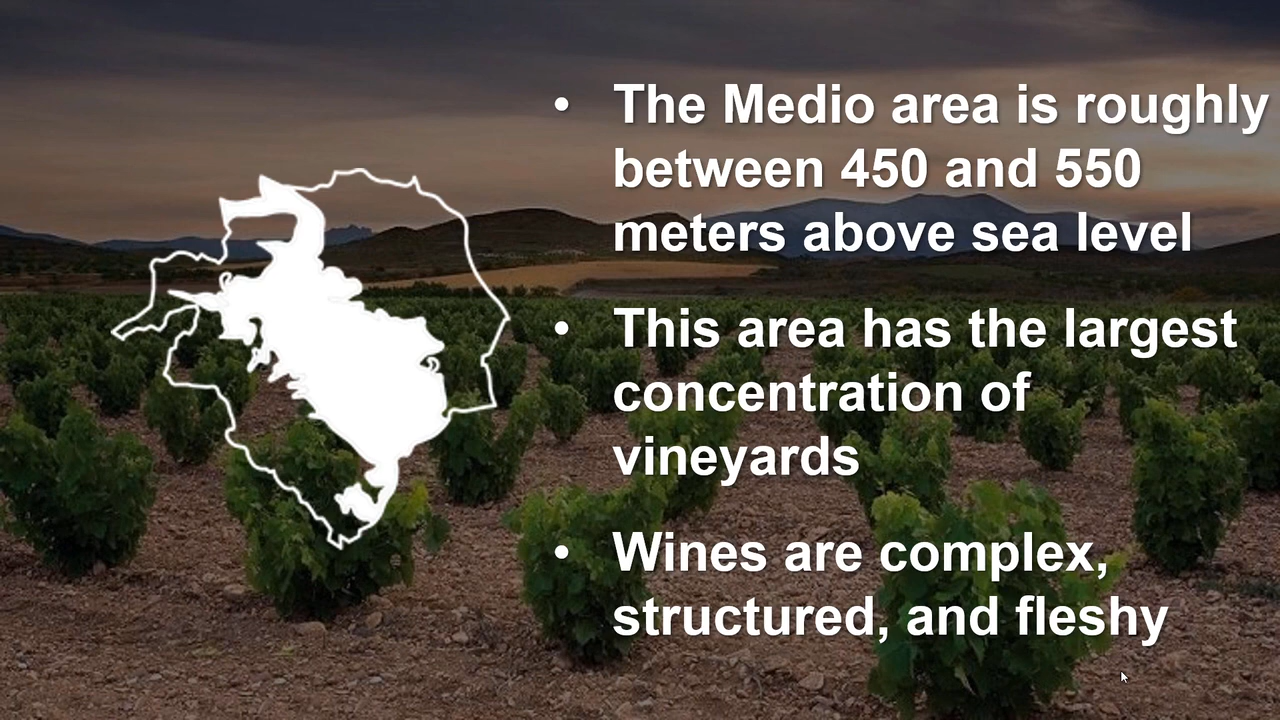 • The Medio area is roughly
between 450 and 550
meters above sea level
• This area has the largest
concentration of
vineyards
• Wines are complex,
structured, and fleshy